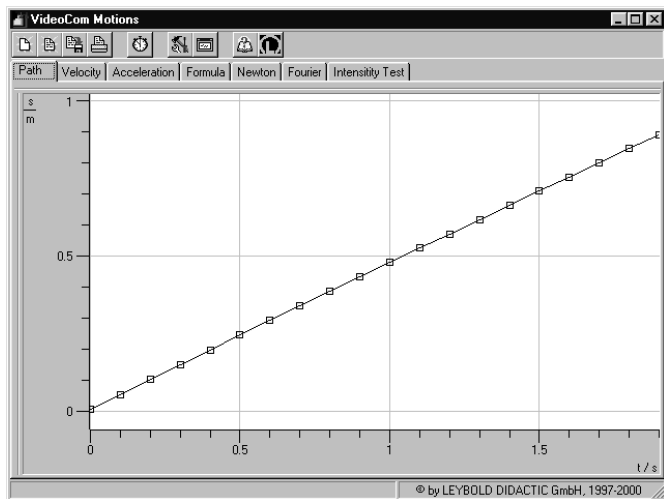 VideoCom Motions
Path Velocity Acceleration Formula Newton Fourier Intensitity Test
s
m
1
0.5
0
0 0.5 1 1.5
t / s
© by LEYBOLD DIDACTIC GmbH, 1997-2000